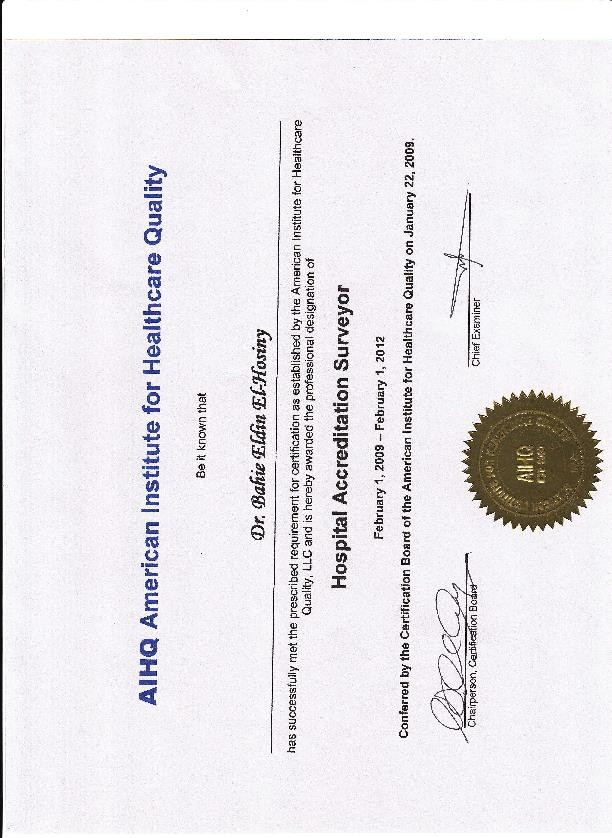 AIHQ American Institute for Healthcare Quality
Be it known that
Dr. Bahie Eldin El-Hosiny
has successfully met the prescribed requirement for certification as established by the American Institute for Healthcare
Quality, LLC and is hereby awarded the professional designation of
Hospital Accreditation Surveyor
February 1, 2009 – February 1, 2012
Conferred by the Certification Board of the American Institute for Healthcare Quality on January 22, 2009.
Chairperson, Certification Board
AIHQ
Chief Examiner